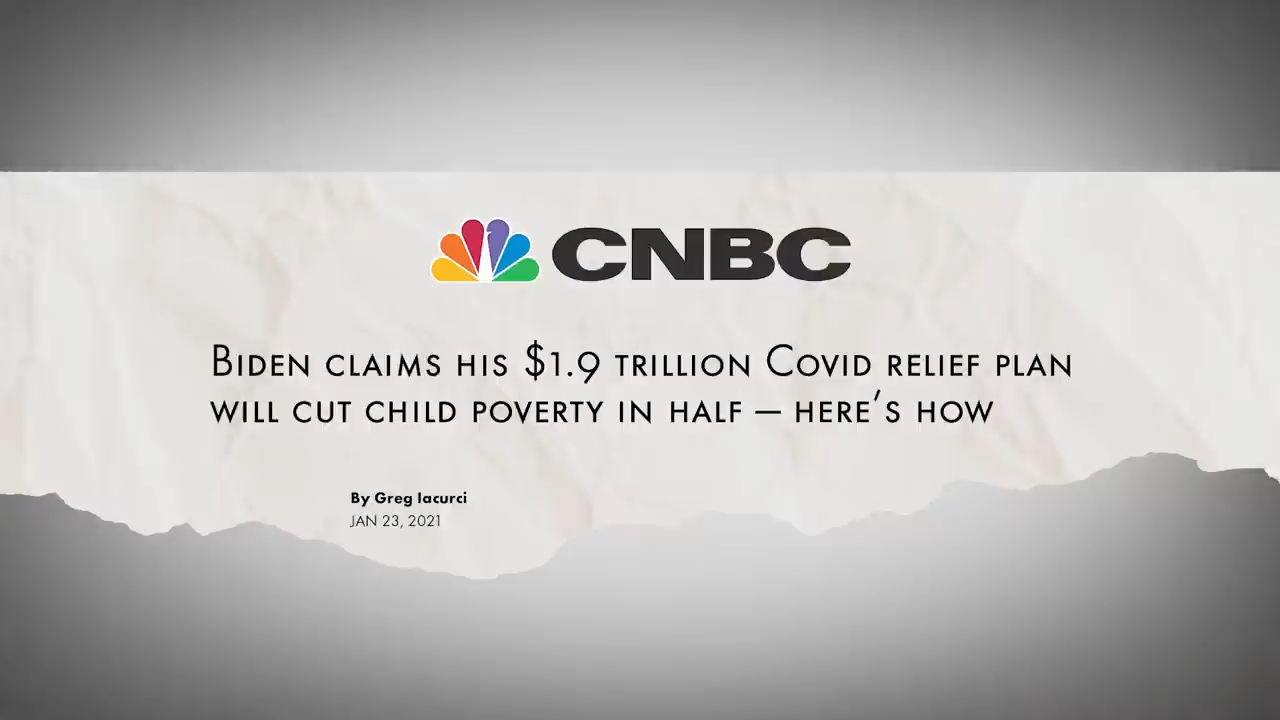 CNBC
Biden claims his $1.9 trillion Covid relief plan
will cut child poverty in half — here's how
By Greg Iacurci
JAN 23, 2021